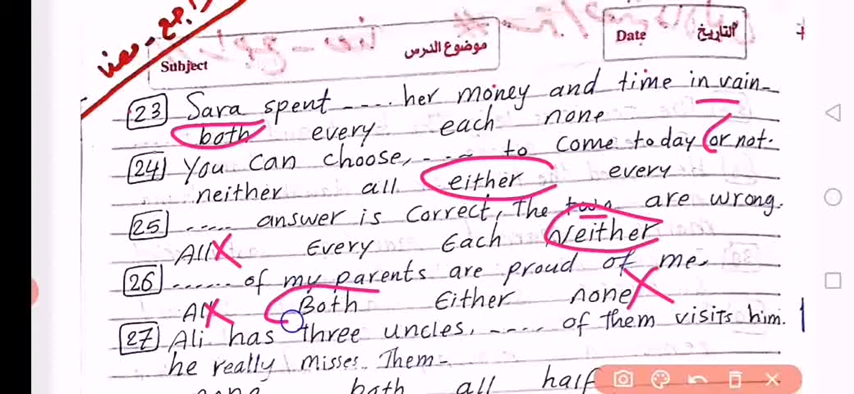 راجع - معنا
Subject
موضوع الدرس
Date
التاريخ
23 Sara spent ---- her money and time in vain-
both every each none
24 You can choose, ---- to come today or not.
neither all either every
25 ----- answer is correct, The two are wrong.
All Every Each Neither
26 ------ of my parents are proud of me.
All Both Either none
27 Ali has three uncles. ---- of them visits him.
he really misses. Them-
none both all half